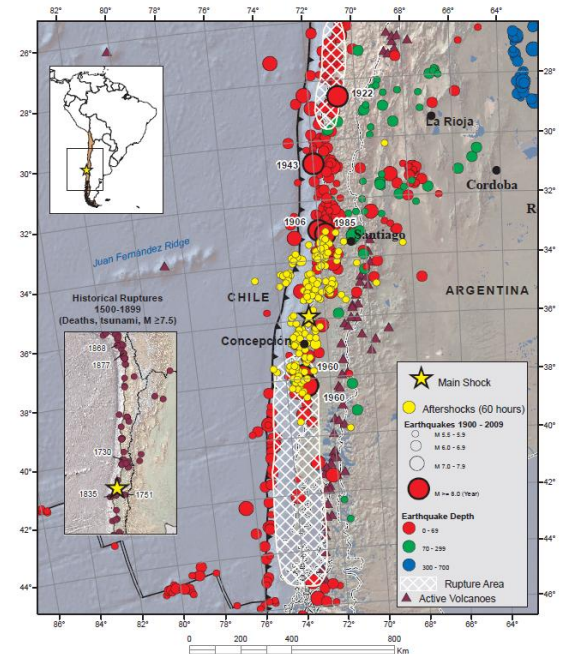 84°
82°
80°
78°
76°
74°
72°
70°
68°
66°
64°
26°
28°
30°
32°
34°
36°
38°
40°
42°
44°
26°
28°
30°
32°
34°
36°
38°
40°
42°
44°
1922
La Rioja
1943
Cordoba
1906
1985
R
Santiago
Juan Fernández Ridge
CHILE
ARGENTINA
Historical Ruptures
1500-1899
(Deaths, tsunami, M ≥7.5)
1868
1877
1730
1835
1751
Concepción
1960
1960
Main Shock
Aftershocks (60 hours)
Earthquakes 1900 - 2009
M 5.5 - 5.9
M 6.0 - 6.9
M 7.0 - 7.9
M >= 8.0 (Year)
Earthquake Depth
0 - 69
70 - 299
300 - 700
Rupture Area
Active Volcanoes
86°
84°
82°
80°
78°
76°
74°
72°
70°
68°
66°
64°
0 200 400 800
Km